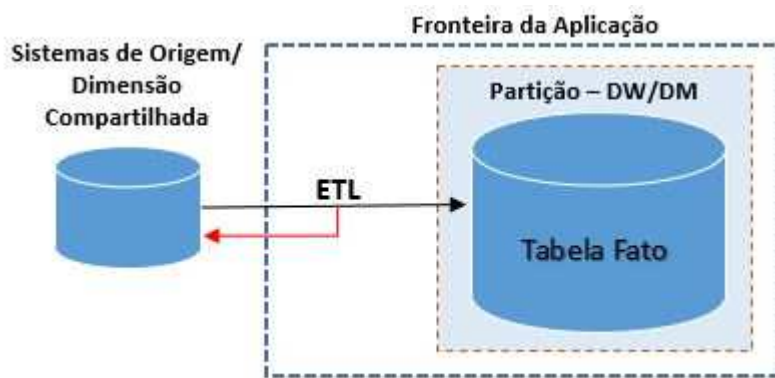 Fronteira da Aplicação
Sistemas de Origem/
Dimensão
Compartilhada
Partição – DW/DM
ETL
Tabela Fato